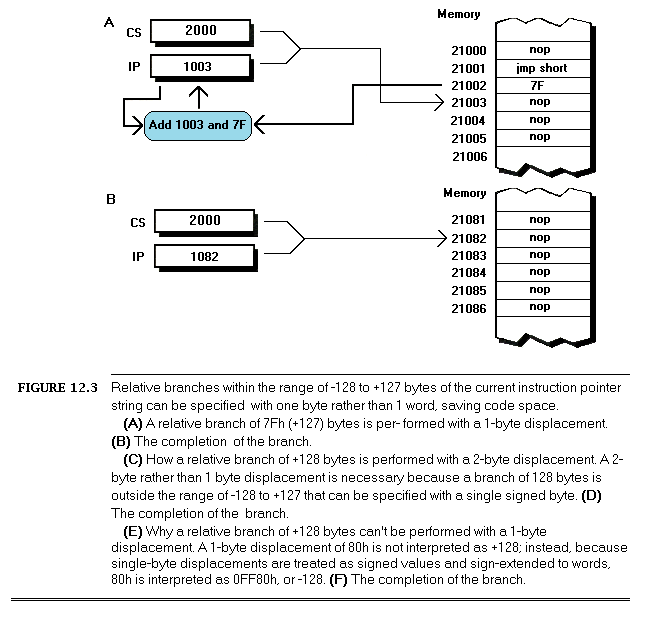 A
CS
2000
IP
1003
Add 1003 and 7F
Memory
21000 nop
21001 jmp short
21002 7F
21003 nop
21004 nop
21005 nop
21006
B
CS
2000
IP
1082
Memory
21081 nop
21082 nop
21083 nop
21084 nop
21085 nop
21086 nop
FIGURE 12.3 Relative branches within the range of -128 to +127 bytes of the current instruction pointer
string can be specified with one byte rather than 1 word, saving code space.
(A) A relative branch of 7Fh (+127) bytes is per- formed with a 1-byte displacement.
(B) The completion of the branch.
(C) How a relative branch of +128 bytes is performed with a 2-byte displacement. A 2-
byte rather than 1 byte displacement is necessary because a branch of 128 bytes is
outside the range of -128 to +127 that can be specified with a single signed byte. (D)
The completion of the branch.
(E) Why a relative branch of +128 bytes can't be performed with a 1-byte
displacement. A 1-byte displacement of 80h is not interpreted as +128; instead, because
single-byte displacements are treated as signed values and sign-extended to words,
80h is interpreted as 0FF80h, or -128. (F) The completion of the branch.